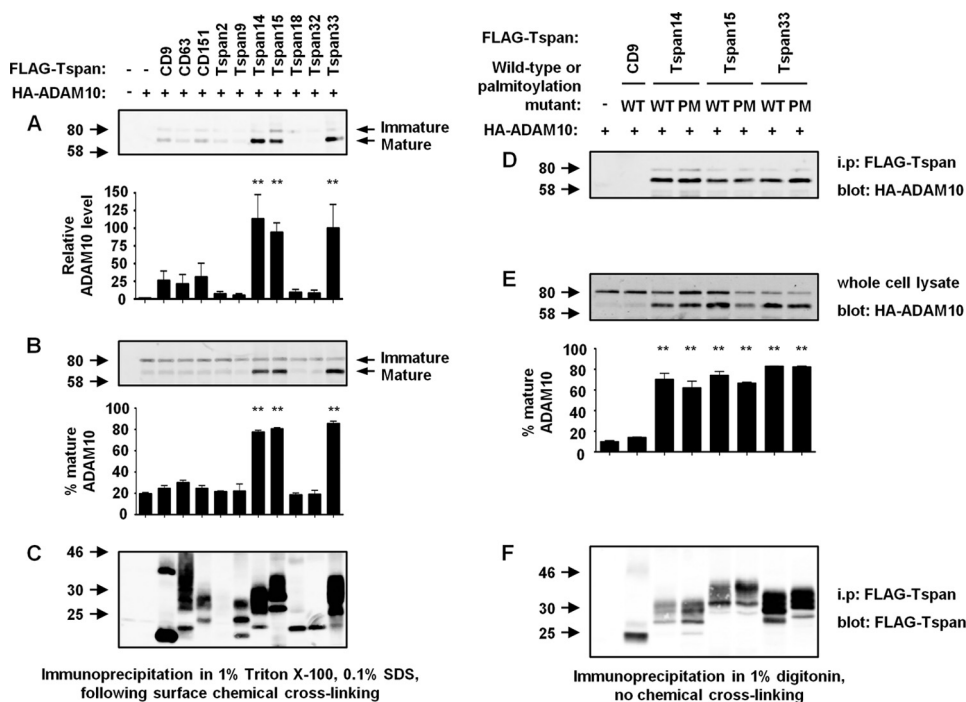 FLAG-Tspan: - - CD9 CD63 CD151 Tspan2 Tspan9 Tspan14 Tspan15 Tspan18 Tspan32 Tspan33
HA-ADAM10: - + + + + + + + + + + +
A
80 Immature
58 Mature
** ** **
Relative
ADAM10 level
150
125
100
75
50
25
0
B
80 Immature
58 Mature
** ** **
% mature
ADAM10
100
80
60
40
20
0
C
46
30
25
Immunoprecipitation in 1% Triton X-100, 0.1% SDS,
following surface chemical cross-linking
FLAG-Tspan: CD9 Tspan14 Tspan15 Tspan33
Wild-type or
palmitoylation
mutant: - WT WT PM WT PM WT PM
HA-ADAM10: + + + + + + + +
D
80 i.p: FLAG-Tspan
58 blot: HA-ADAM10
E
80 whole cell lysate
58 blot: HA-ADAM10
** ** ** ** ** **
% mature
ADAM10
100
80
60
40
20
0
F
46
30 i.p: FLAG-Tspan
25 blot: FLAG-Tspan
Immunoprecipitation in 1% digitonin,
no chemical cross-linking